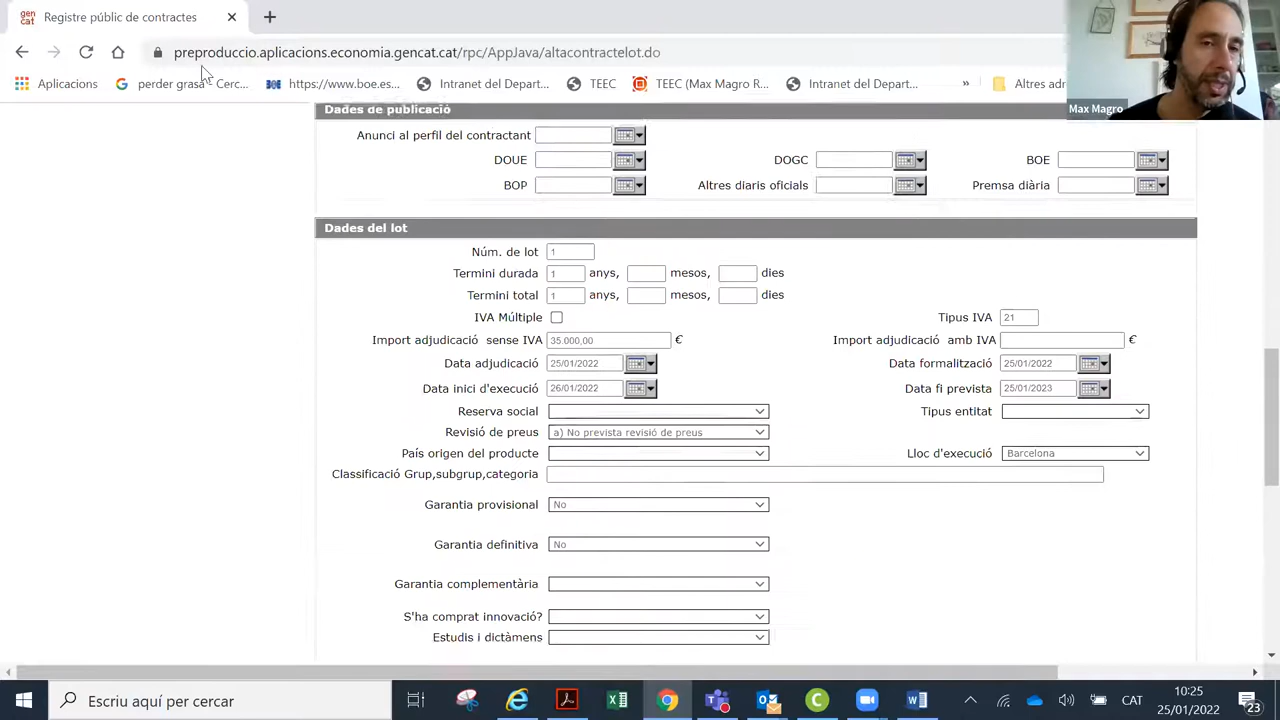 gen
cat
Registre públic de contractes
preproduccio.aplicacions.economia.gencat.cat/rpc/AppJava/altacontractelot.do
Aplicacions
perder grasa - Cerc...
https://www.boe.es...
Intranet del Depart...
TEEC
TEEC (Max Magro R...
Intranet del Depart...
»
Altres adr
Max Magro
Dades de publicació
Anunci al perfil del contractant
DOUE DOGC BOE
BOP Altres diaris oficials Premsa diària
Dades del lot
Núm. de lot 1
Termini durada 1 anys, mesos, dies
Termini total 1 anys, mesos, dies
IVA Múltiple Tipus IVA 21
Import adjudicació sense IVA 35.000,00 € Import adjudicació amb IVA €
Data adjudicació 25/01/2022 Data formalització 25/01/2022
Data inici d'execució 26/01/2022 Data fi prevista 25/01/2023
Reserva social Tipus entitat
Revisió de preus a) No prevista revisió de preus
País origen del producte Lloc d'execució Barcelona
Classificació Grup,subgrup,categoria
Garantia provisional No
Garantia definitiva No
Garantia complementària
S'ha comprat innovació?
Estudis i dictàmens
Escriu aquí per cercar
CAT
10:25
25/01/2022
23